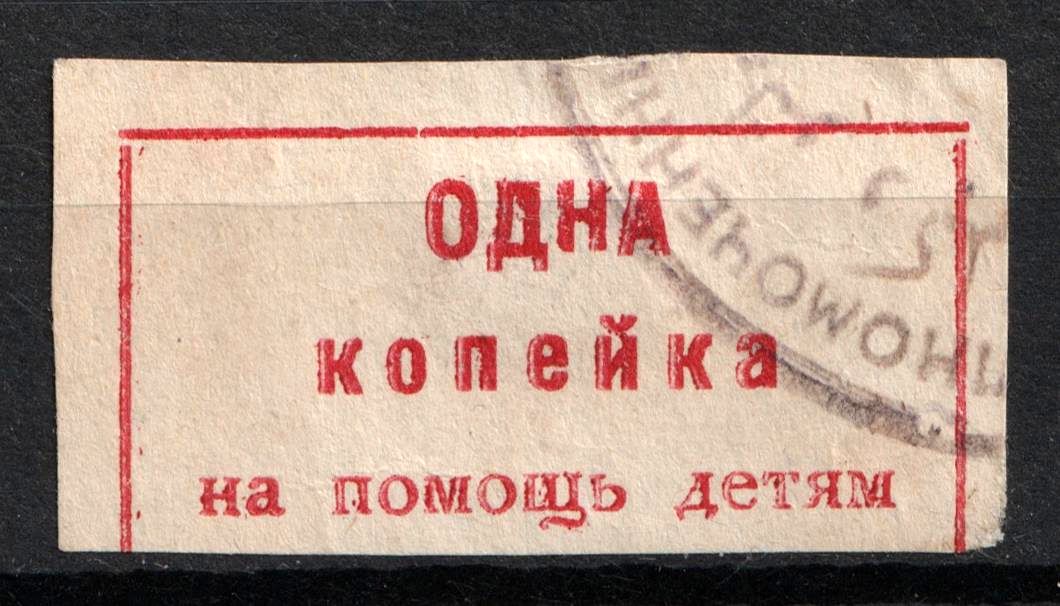 ОДНА
копейка
на помощь детям